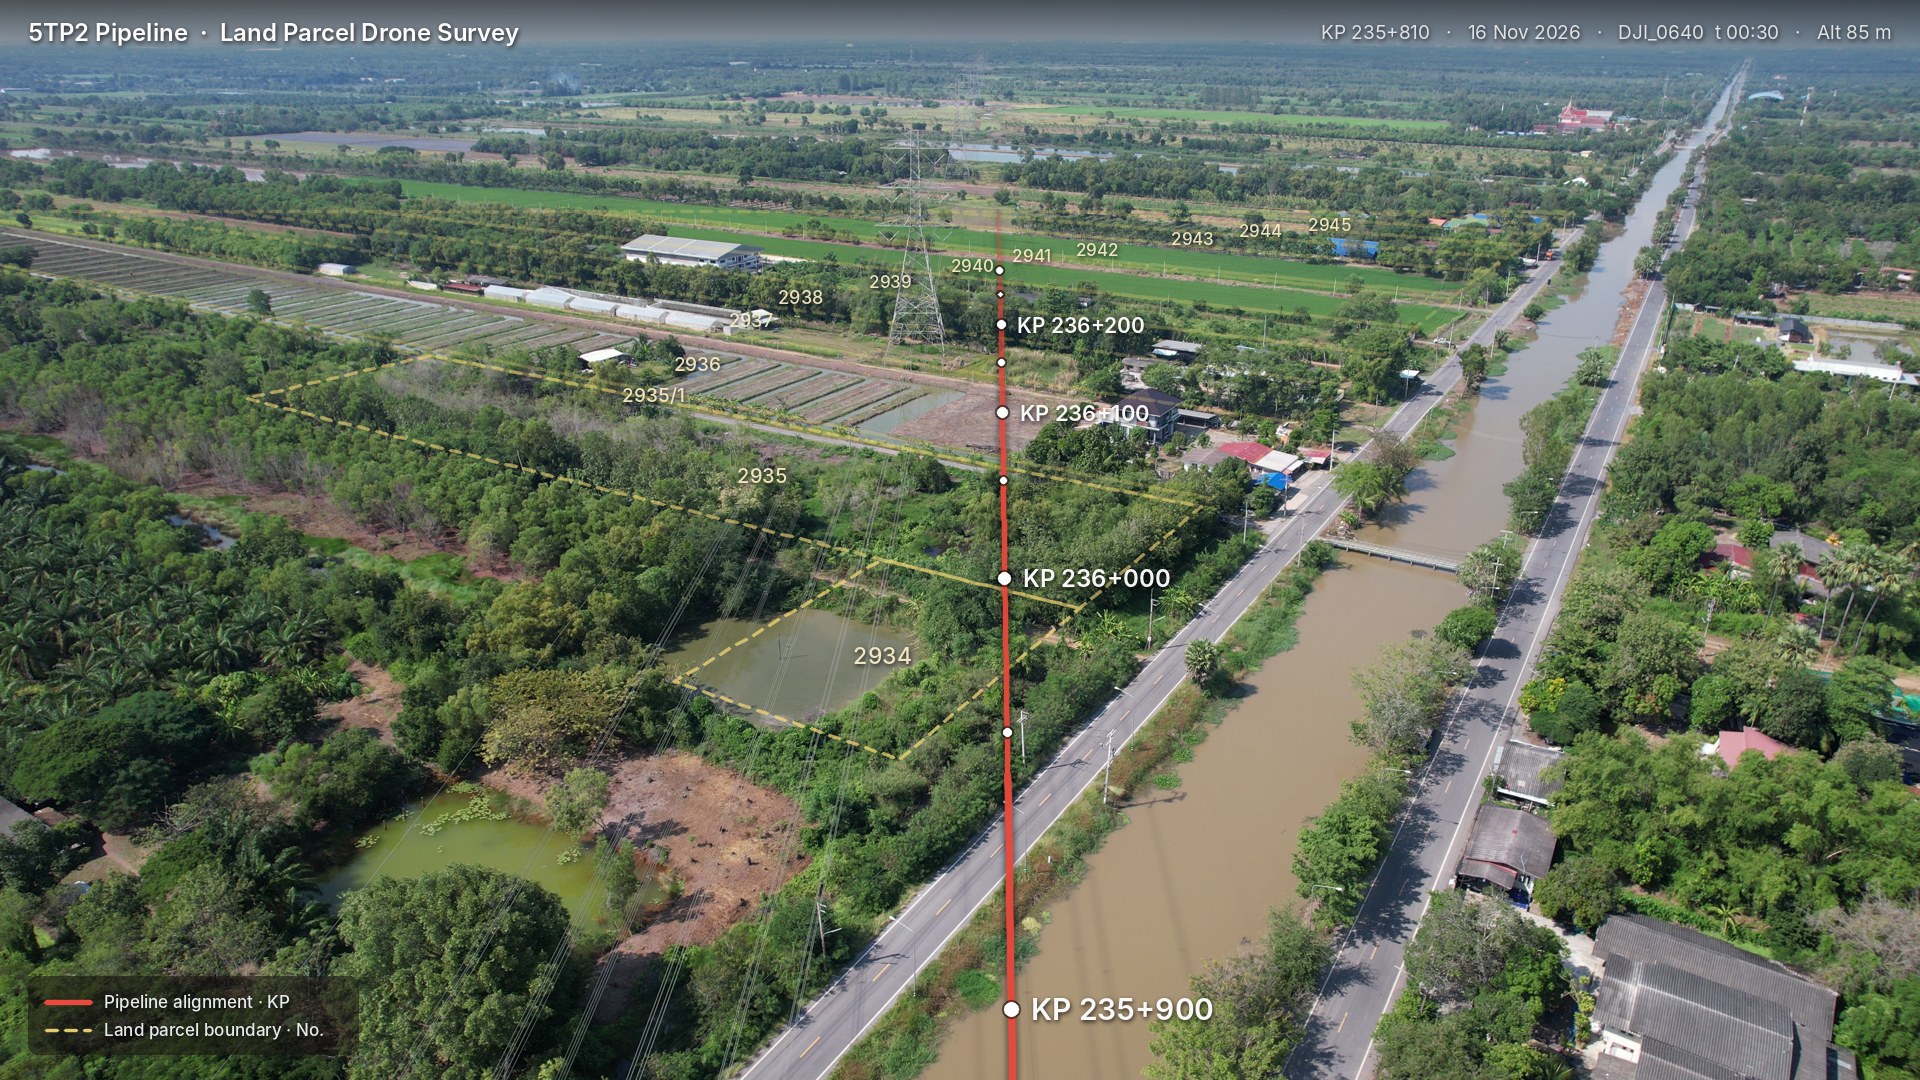 5TP2 Pipeline · Land Parcel Drone Survey
KP 235+810 · 16 Nov 2026 · DJI_0640 t 00:30 · Alt 85 m
2945
2944
2943
2942
2941
2940
2939
2938
2937
KP 236+200
2936
2935/1
KP 236+100
2935
KP 236+000
2934
KP 235+900
Pipeline alignment · KP
Land parcel boundary · No.